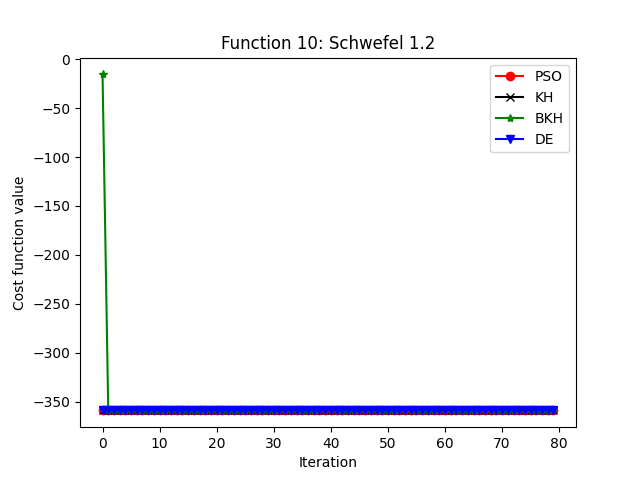 Function 10: Schwefel 1.2
PSO
KH
BKH
DE
Cost function value
0
−50
−100
−150
−200
−250
−300
−350
0 10 20 30 40 50 60 70 80
Iteration